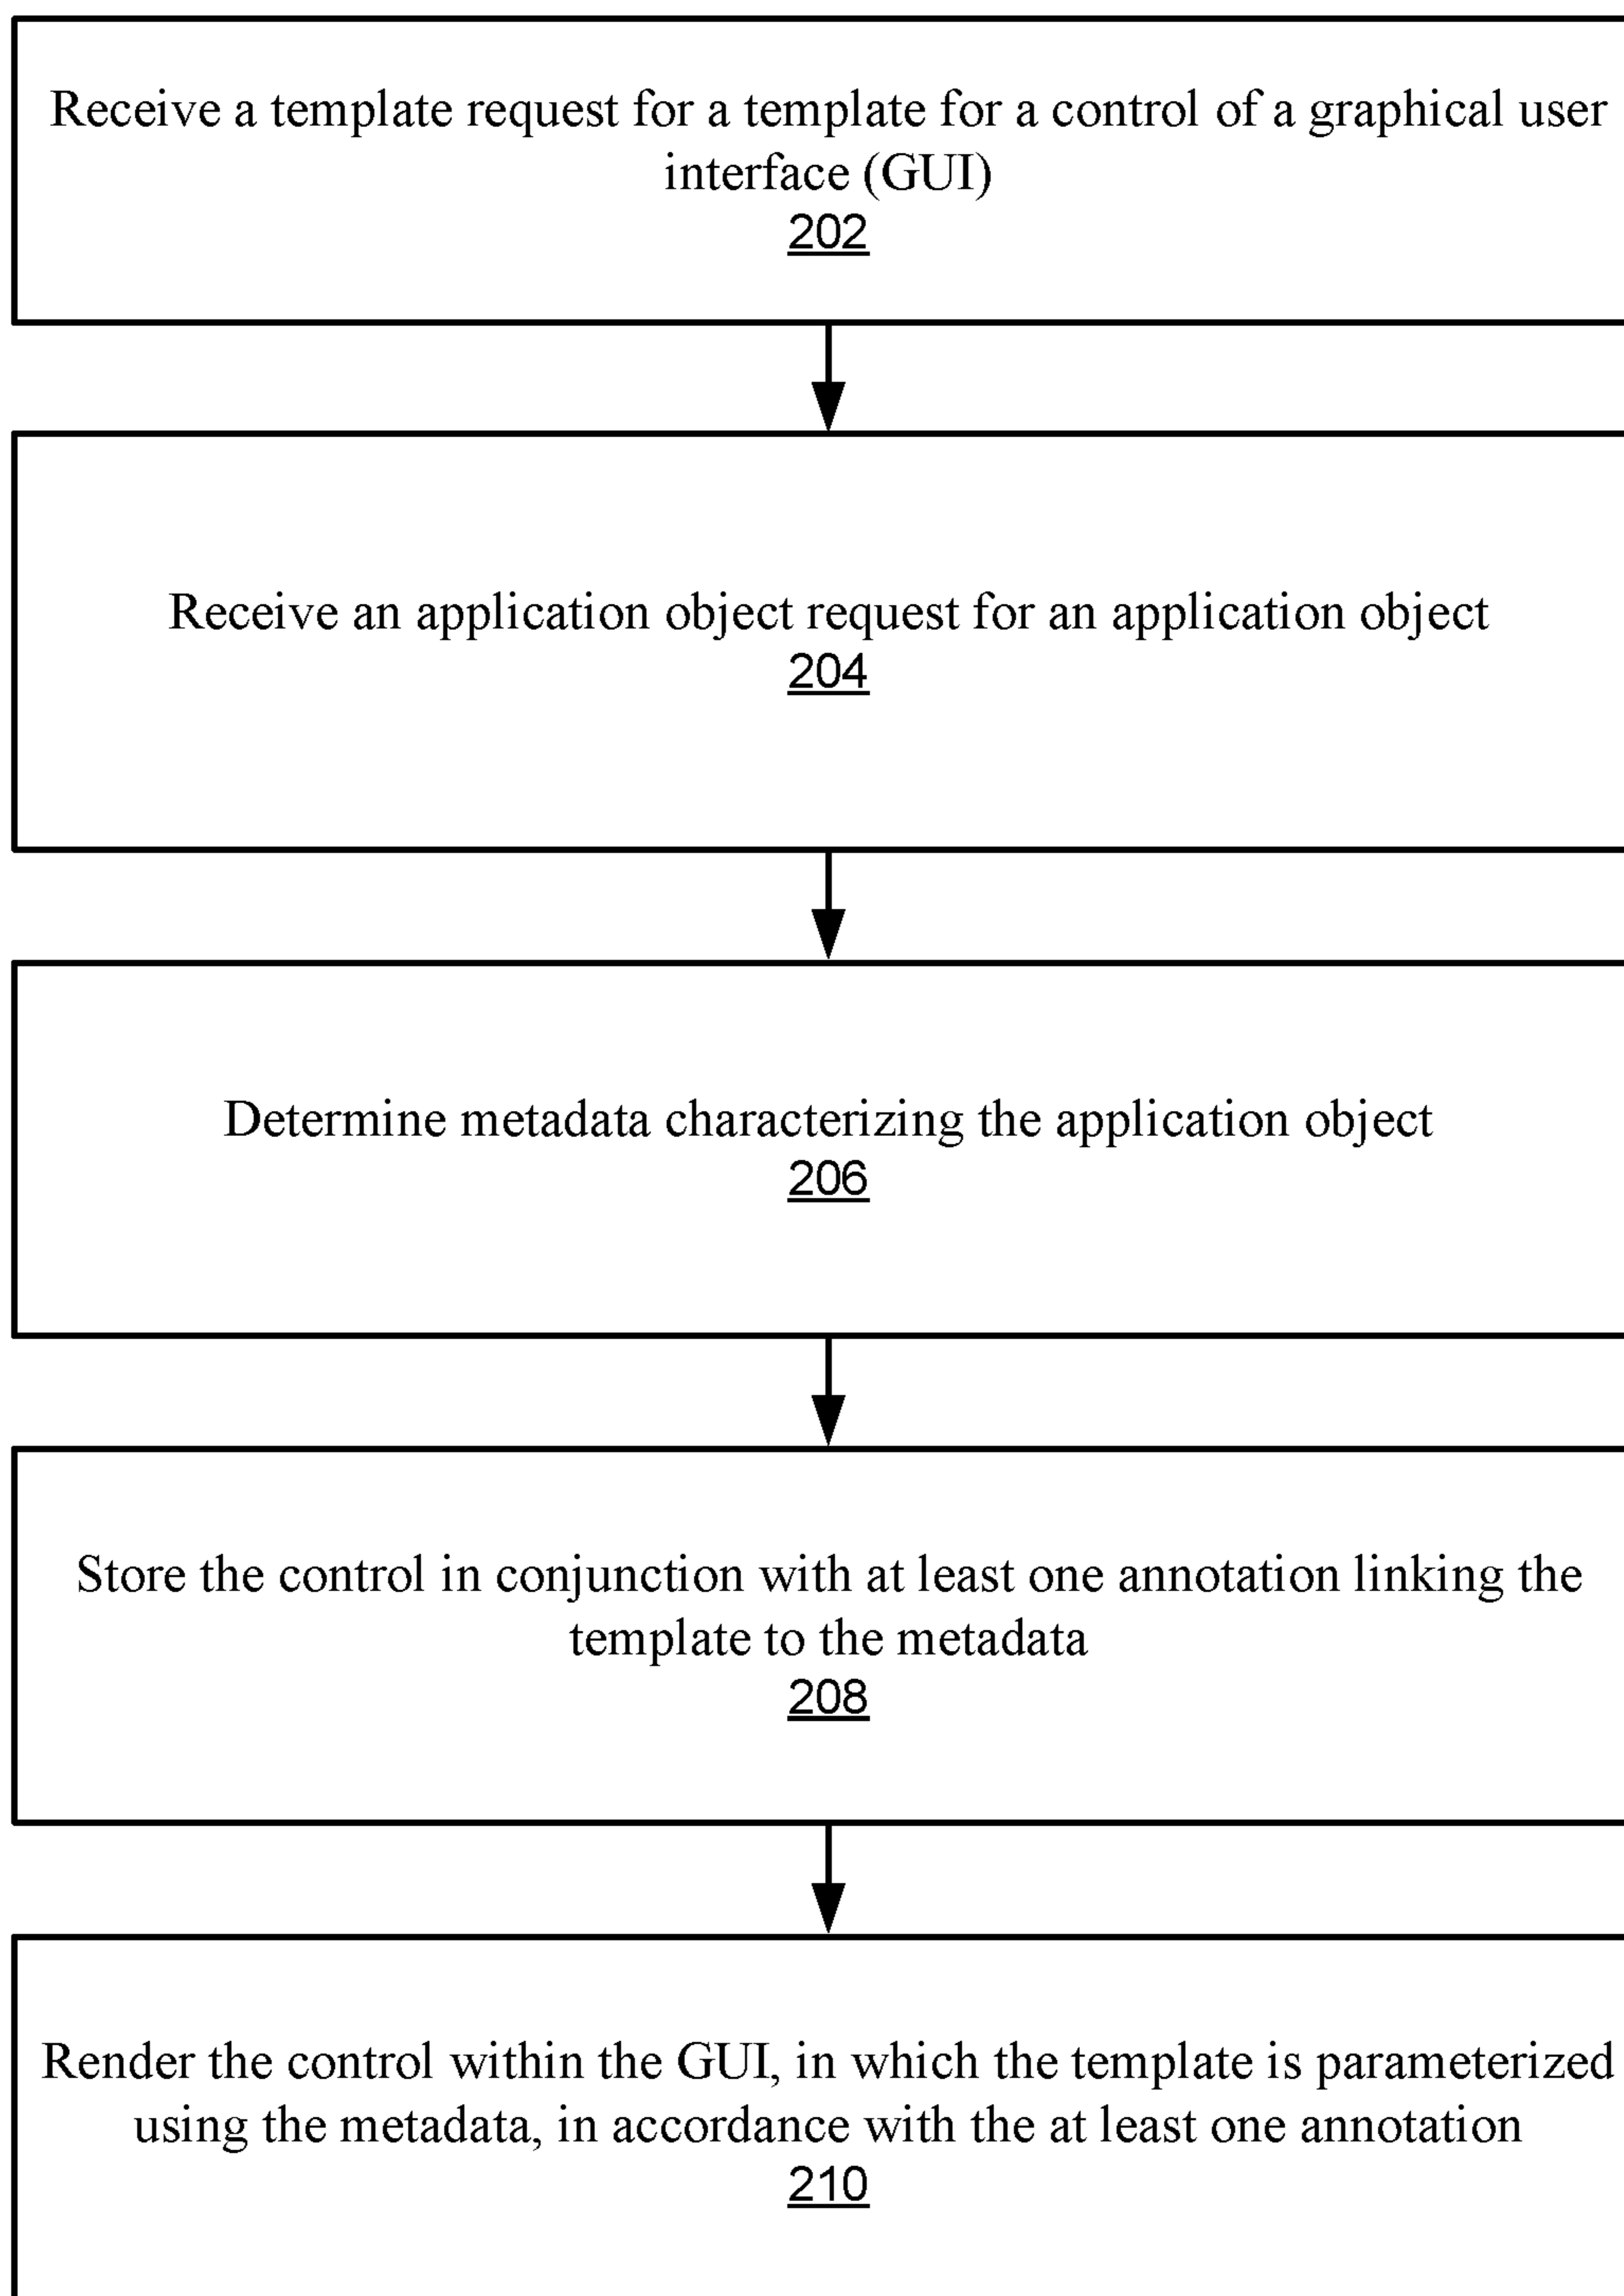 Receive a template request for a template for a control of a graphical user
interface (GUI)
202
Receive an application object request for an application object
204
Determine metadata characterizing the application object
206
Store the control in conjunction with at least one annotation linking the
template to the metadata
208
Render the control within the GUI, in which the template is parameterized
using the metadata, in accordance with the at least one annotation
210